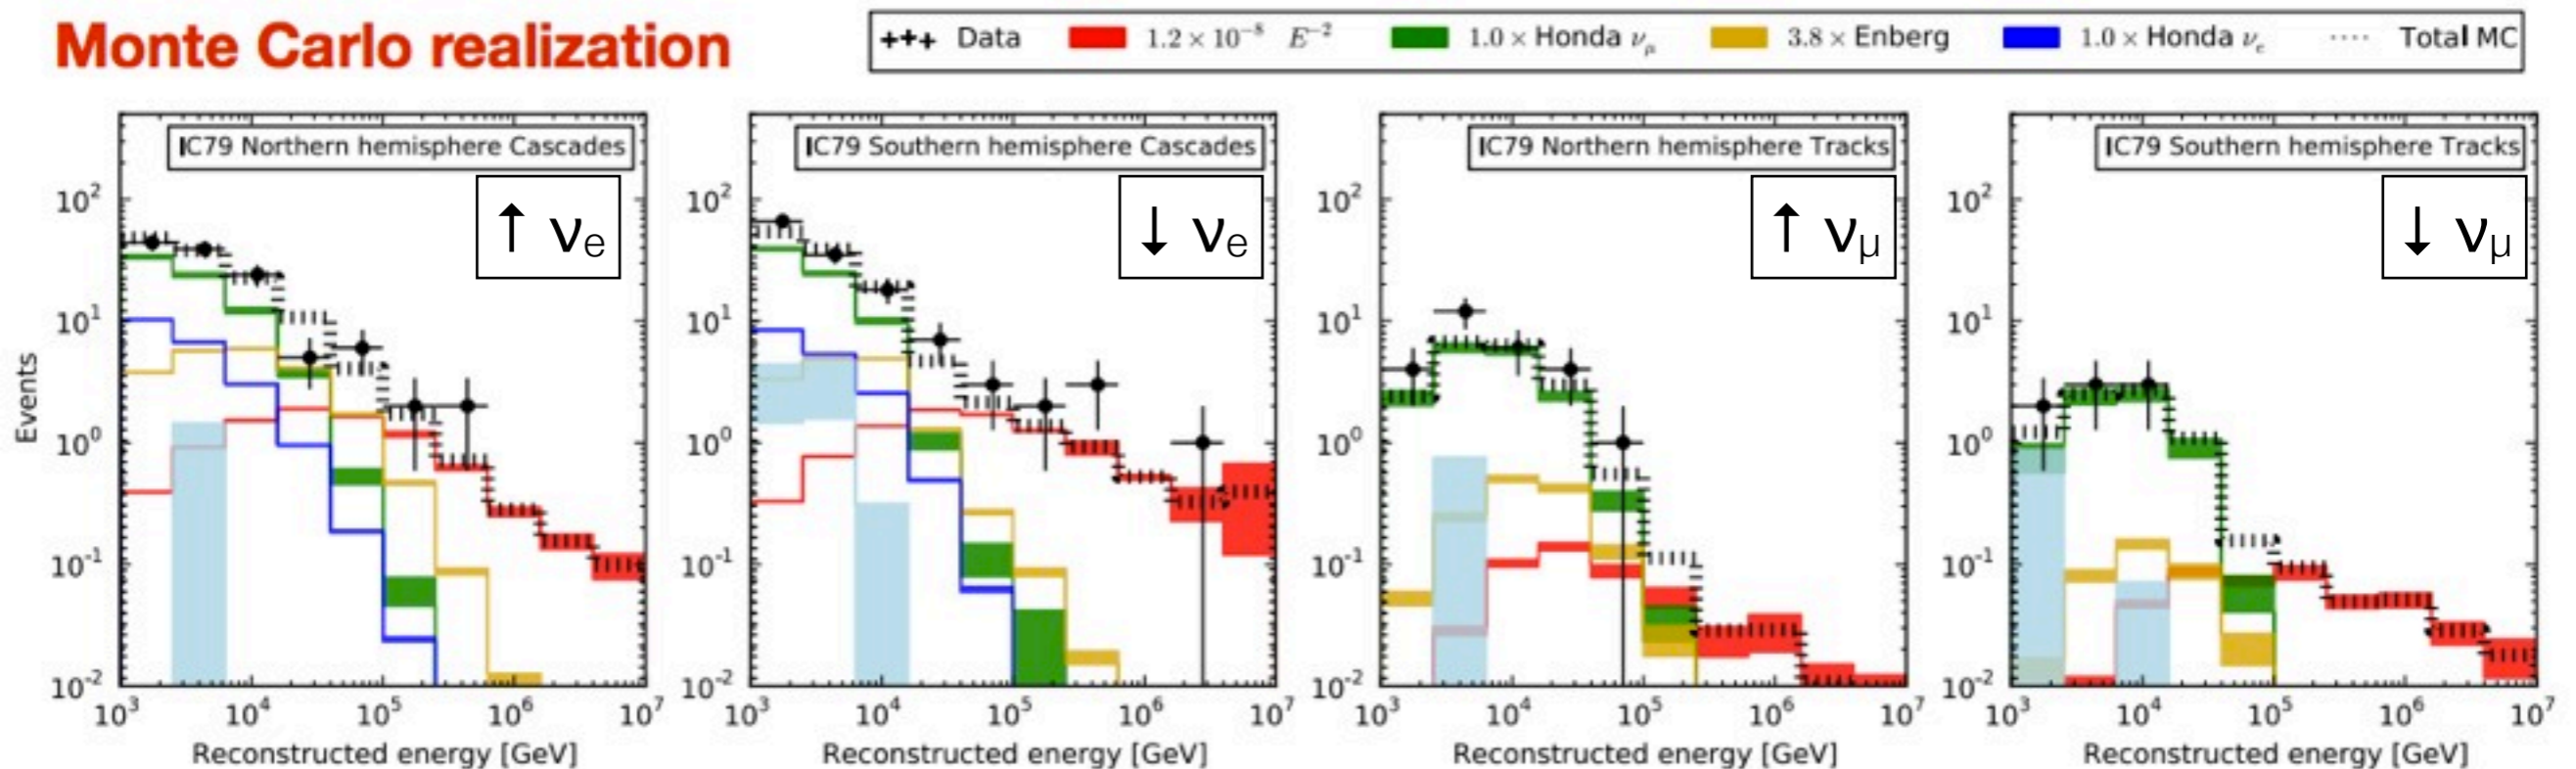 Monte Carlo realization
+++ Data 1.2 × 10⁻⁸ E⁻² 1.0 × Honda νμ 3.8 × Enberg 1.0 × Honda νe Total MC
IC79 Northern hemisphere Cascades
↑ νe
10²
10¹
10⁰
10⁻¹
10⁻²
Events
10³ 10⁴ 10⁵ 10⁶ 10⁷
Reconstructed energy [GeV]
IC79 Southern hemisphere Cascades
↓ νe
10²
10¹
10⁰
10⁻¹
10⁻²
10³ 10⁴ 10⁵ 10⁶ 10⁷
Reconstructed energy [GeV]
IC79 Northern hemisphere Tracks
↑ νμ
10²
10¹
10⁰
10⁻¹
10⁻²
10³ 10⁴ 10⁵ 10⁶ 10⁷
Reconstructed energy [GeV]
IC79 Southern hemisphere Tracks
↓ νμ
10²
10¹
10⁰
10⁻¹
10⁻²
10³ 10⁴ 10⁵ 10⁶ 10⁷
Reconstructed energy [GeV]